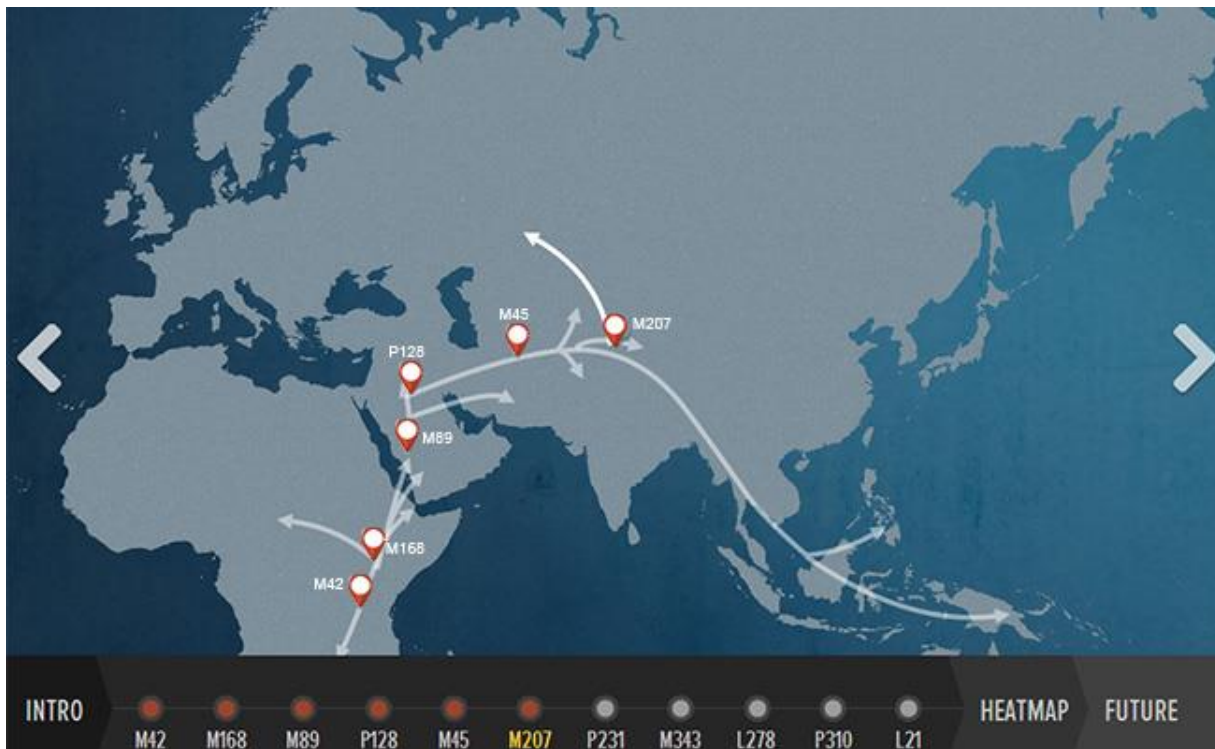 M45
M207
P128
M89
M168
M42
INTRO
M42
M168
M89
P128
M45
M207
P231
M343
L278
P310
L21
HEATMAP
FUTURE